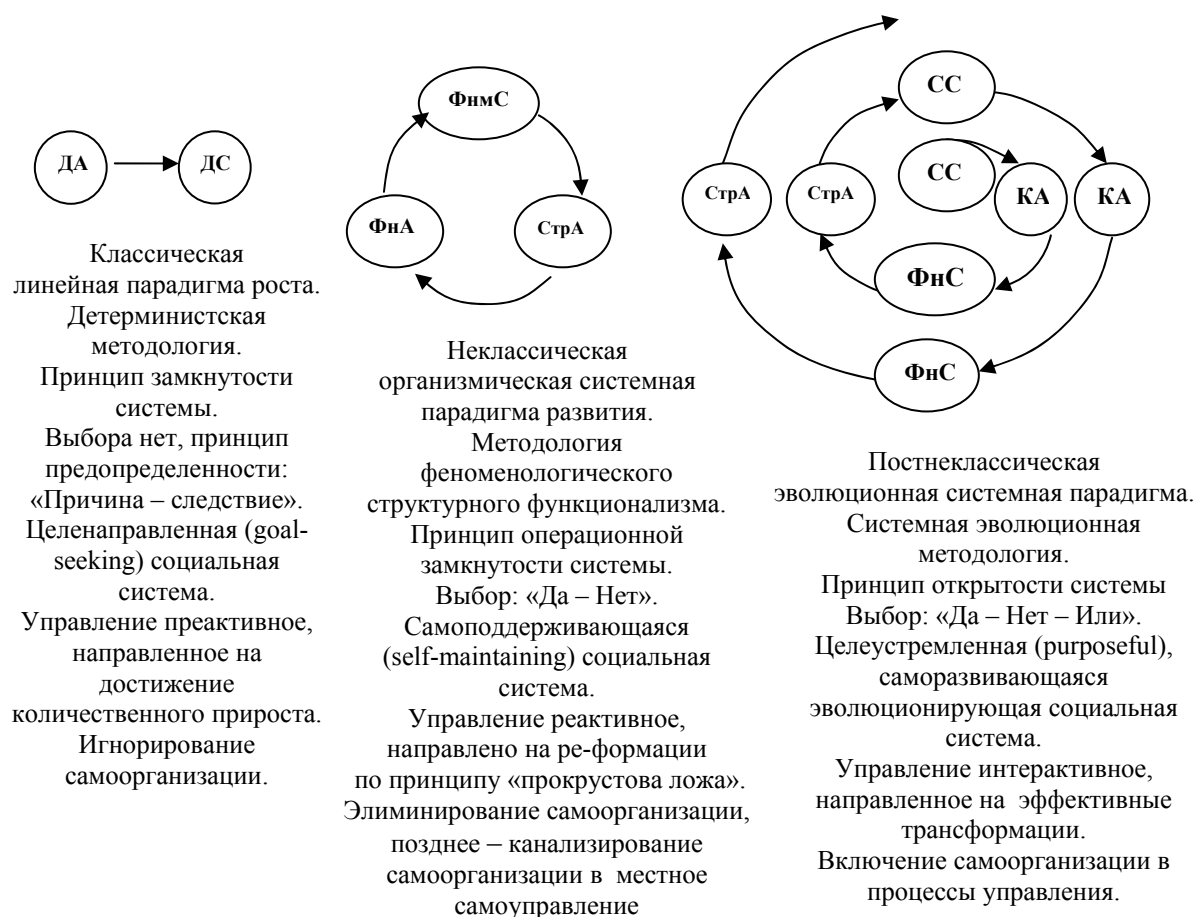 ДА
ДС
Классическая
линейная парадигма роста.
Детерминистская
методология.
Принцип замкнутости
системы.
Выбора нет, принцип
предопределенности:
«Причина – следствие».
Целенаправленная (goal-
seeking) социальная
система.
Управление преактивное,
направленное на
достижение
количественного прироста.
Игнорирование
самоорганизации.
ФнмС
ФнА
СтрА
Неклассическая
организмическая системная
парадигма развития.
Методология
феноменологического
структурного функционализма.
Принцип операционной
замкнутости системы.
Выбор: «Да – Нет».
Самоподдерживающаяся
(self-maintaining) социальная
система.
Управление реактивное,
направлено на ре-формации
по принципу «прокрустова ложа».
Элиминирование самоорганизации,
позднее – канализирование
самоорганизации в местное
самоуправление
СС
СС
СтрА
СтрА
КА
КА
ФнС
ФнС
Постнеклассическая
эволюционная системная парадигма.
Системная эволюционная
методология.
Принцип открытости системы
Выбор: «Да – Нет – Или».
Целеустремленная (purposeful),
саморазвивающаяся
эволюционирующая социальная
система.
Управление интерактивное,
направленное на эффективные
трансформации.
Включение самоорганизации в
процессы управления.